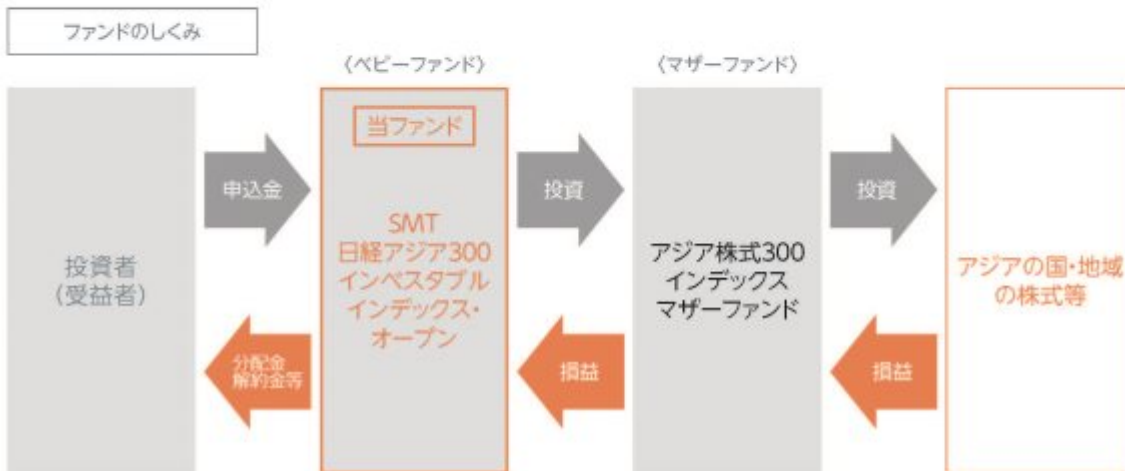 ファンドのしくみ
〈ベビーファンド〉
〈マザーファンド〉
投資者
(受益者)
申込金
分配金
解約金等
当ファンド
SMT
日経アジア300
インベスタブル
インデックス・
オープン
投資
損益
アジア株式300
インデックス
マザーファンド
投資
損益
アジアの国・地域
の株式等